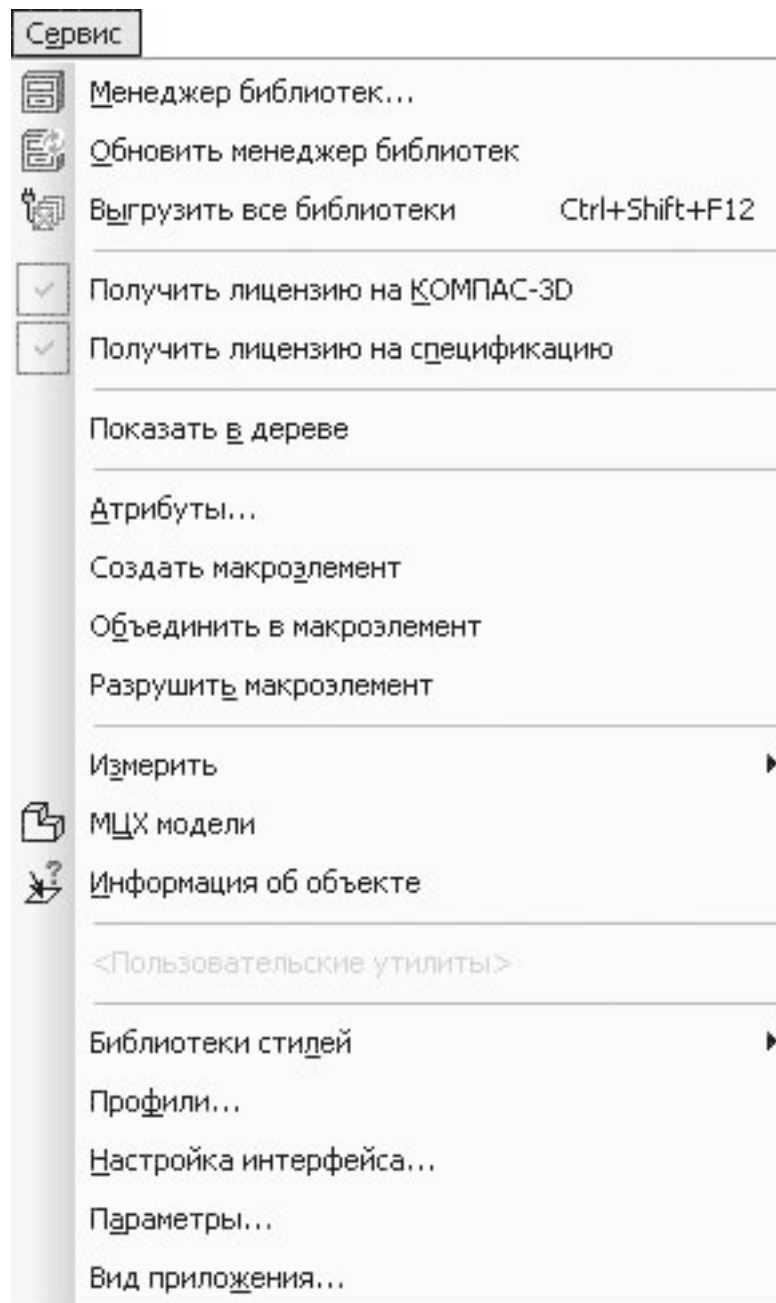 Сервис
Менеджер библиотек...
Обновить менеджер библиотек
Выгрузить все библиотеки Ctrl+Shift+F12
Получить лицензию на КОМПАС-3D
Получить лицензию на спецификацию
Показать в дереве
Атрибуты...
Создать макроэлемент
Объединить в макроэлемент
Разрушить макроэлемент
Измерить
МЦХ модели
Информация об объекте
<Пользовательские утилиты>
Библиотеки стилей
Профили...
Настройка интерфейса...
Параметры...
Вид приложения...